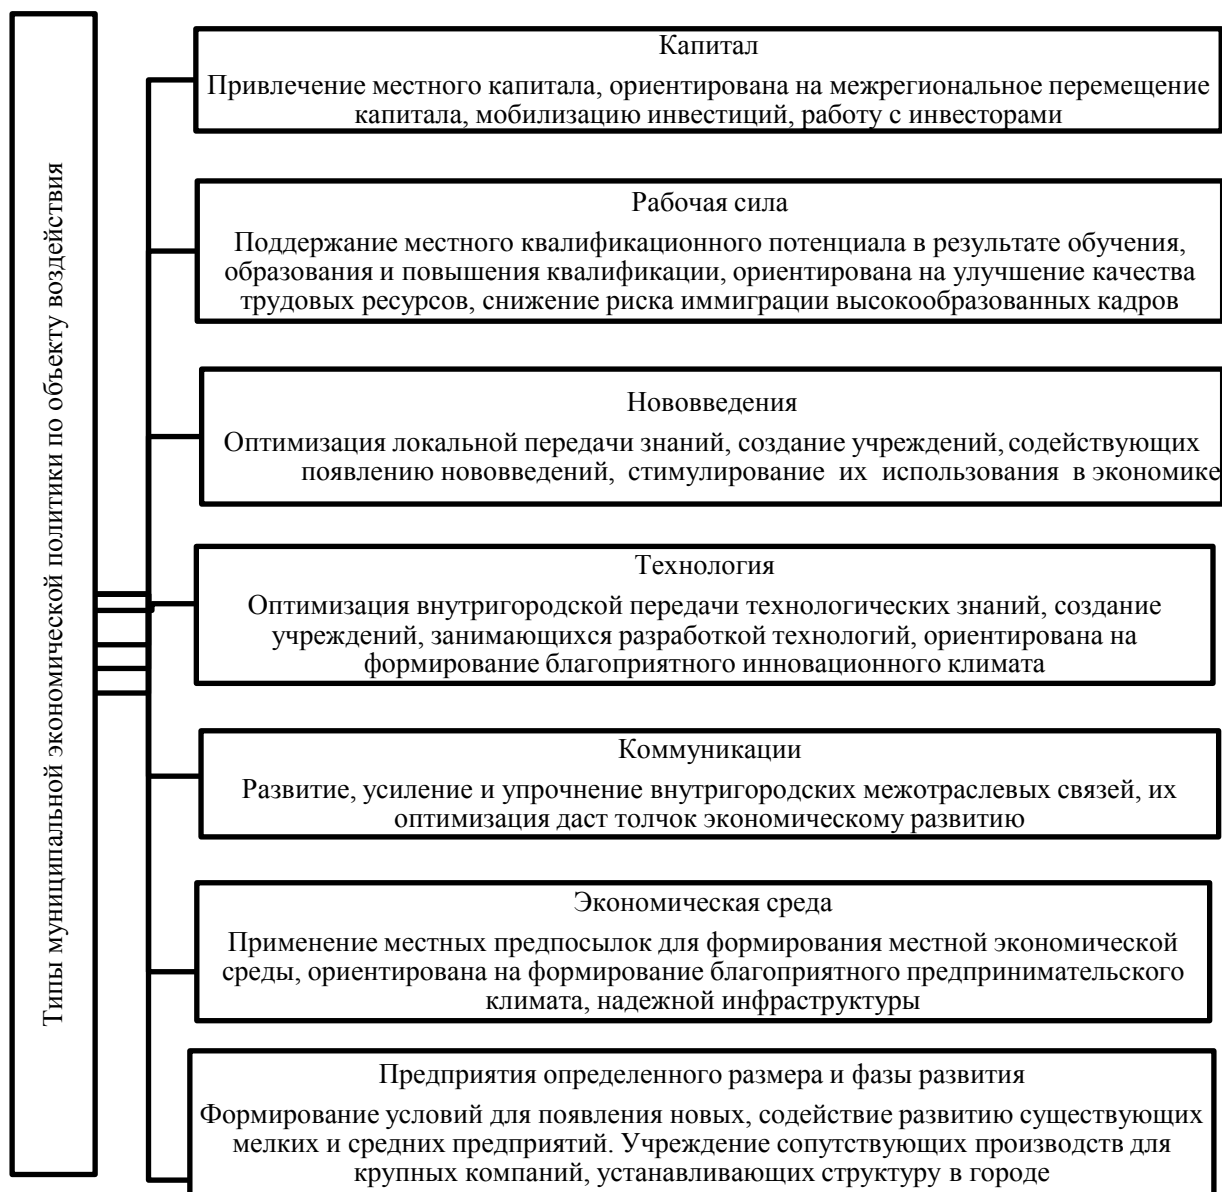 Типы муниципальной экономической политики по объекту воздействия
Капитал
Привлечение местного капитала, ориентирована на межрегиональное перемещение
капитала, мобилизацию инвестиций, работу с инвесторами
Рабочая сила
Поддержание местного квалификационного потенциала в результате обучения,
образования и повышения квалификации, ориентирована на улучшение качества
трудовых ресурсов, снижение риска иммиграции высокообразованных кадров
Нововведения
Оптимизация локальной передачи знаний, создание учреждений, содействующих
появлению нововведений, стимулирование их использования в экономике
Технология
Оптимизация внутригородской передачи технологических знаний, создание
учреждений, занимающихся разработкой технологий, ориентирована на
формирование благоприятного инновационного климата
Коммуникации
Развитие, усиление и упрочнение внутригородских межотраслевых связей, их
оптимизация даст толчок экономическому развитию
Экономическая среда
Применение местных предпосылок для формирования местной экономической
среды, ориентирована на формирование благоприятного предпринимательского
климата, надежной инфраструктуры
Предприятия определенного размера и фазы развития
Формирование условий для появления новых, содействие развитию существующих
мелких и средних предприятий. Учреждение сопутствующих производств для
крупных компаний, устанавливающих структуру в городе